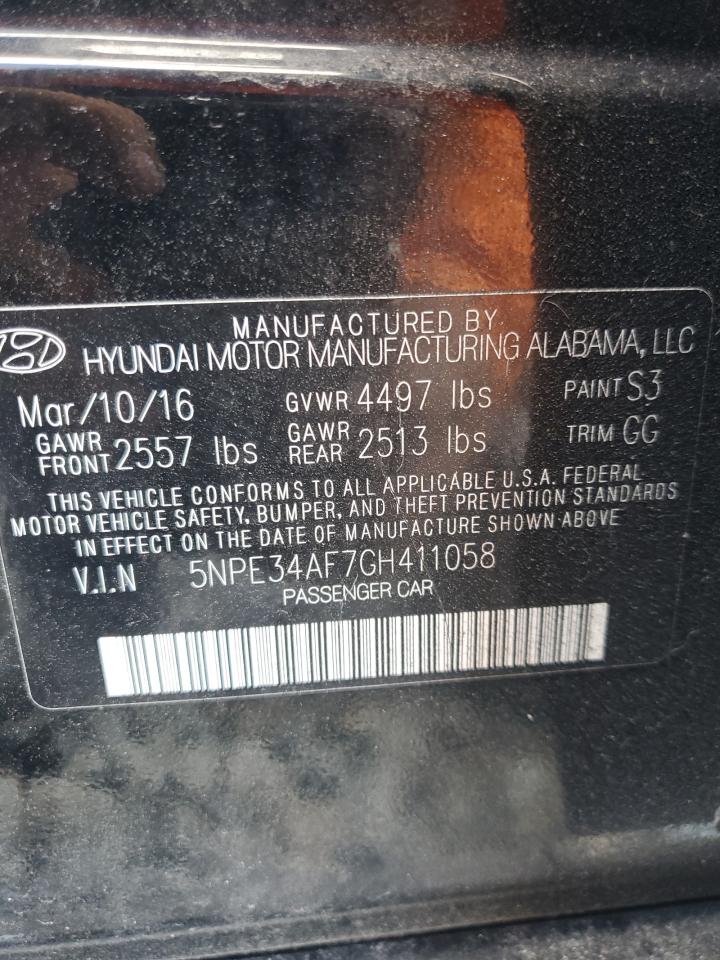 MANUFACTURED BY
HYUNDAI MOTOR MANUFACTURING ALABAMA, LLC
Mar/10/16 GVWR 4497 lbs PAINT S3
GAWR FRONT 2557 lbs GAWR REAR 2513 lbs TRIM GG
THIS VEHICLE CONFORMS TO ALL APPLICABLE U.S.A. FEDERAL
MOTOR VEHICLE SAFETY, BUMPER, AND THEFT PREVENTION STANDARDS
IN EFFECT ON THE DATE OF MANUFACTURE SHOWN ABOVE
V.I.N 5NPE34AF7GH411058
PASSENGER CAR